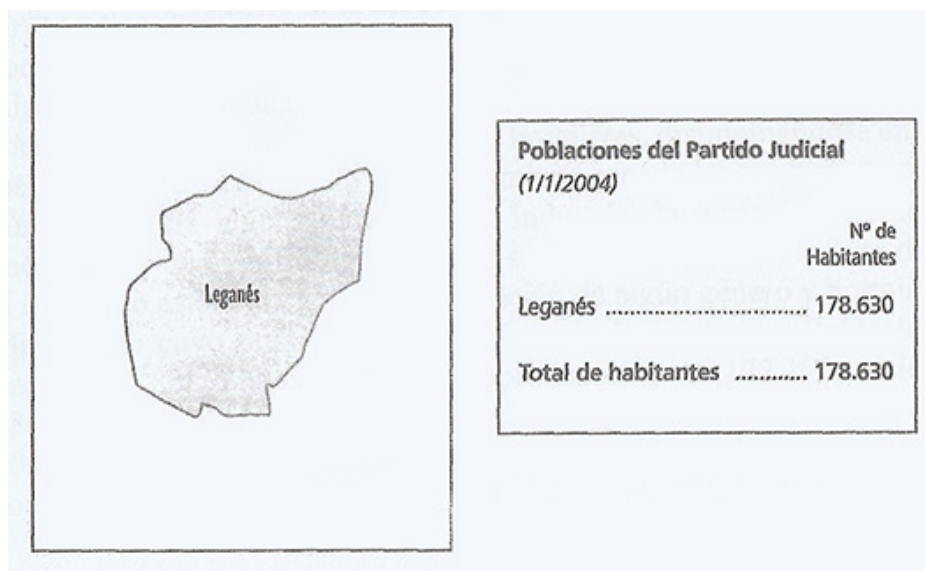 Leganés
Poblaciones del Partido Judicial
(1/1/2004)
Nº de
Habitantes
Leganés ................................. 178.630
Total de habitantes ............ 178.630